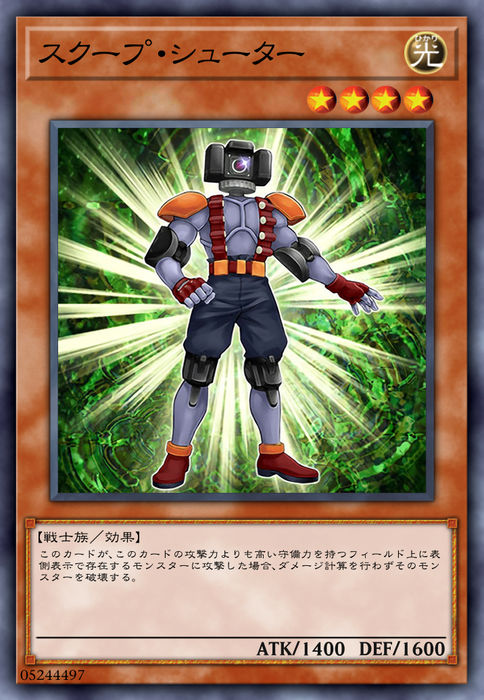 スクープ・シューター
ひかり
光
【戦士族／効果】
このカードが、このカードの攻撃力よりも高い守備力を持つフィールド上に表
側表示で存在するモンスターに攻撃した場合、ダメージ計算を行わずそのモン
スターを破壊する。
ATK/1400 DEF/1600
05244497